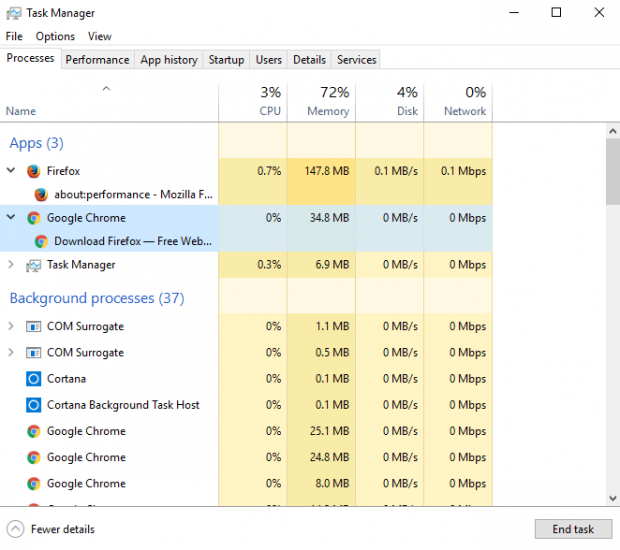 Task Manager
File Options View
Processes Performance App history Startup Users Details Services
3% 72% 4% 0%
Name CPU Memory Disk Network
Apps (3)
Firefox 0.7% 147.8 MB 0.1 MB/s 0.1 Mbps
about:performance - Mozilla F...
Google Chrome 0% 34.8 MB 0 MB/s 0 Mbps
Download Firefox — Free Web...
Task Manager 0.3% 6.9 MB 0 MB/s 0 Mbps
Background processes (37)
COM Surrogate 0% 1.1 MB 0 MB/s 0 Mbps
COM Surrogate 0% 0.5 MB 0 MB/s 0 Mbps
Cortana 0% 0.1 MB 0 MB/s 0 Mbps
Cortana Background Task Host 0% 0.1 MB 0 MB/s 0 Mbps
Google Chrome 0% 25.1 MB 0 MB/s 0 Mbps
Google Chrome 0% 24.8 MB 0 MB/s 0 Mbps
Google Chrome 0% 8.0 MB 0 MB/s 0 Mbps
Fewer details End task